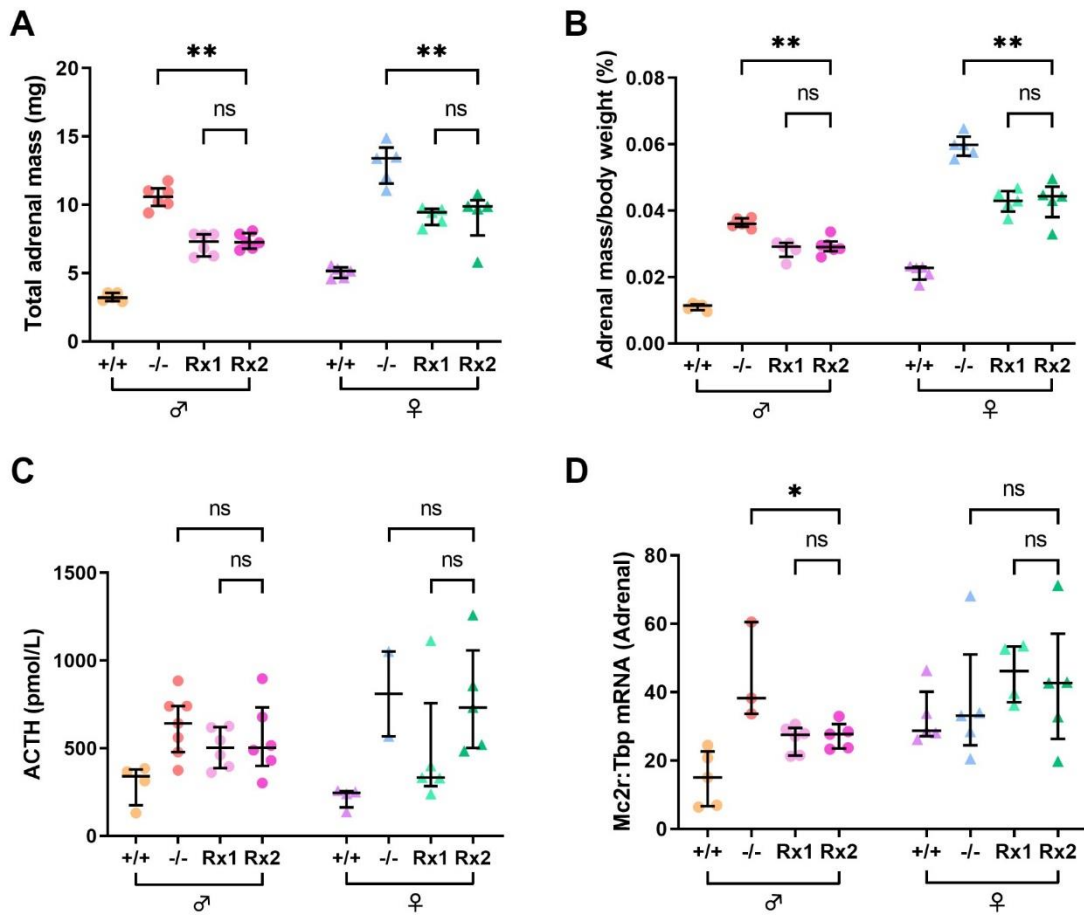 A
** **
ns ns
Total adrenal mass (mg)
20
15
10
5
0
+/+ -/- Rx1 Rx2 +/+ -/- Rx1 Rx2
♂ ♀
B
** **
ns ns
Adrenal mass/body weight (%)
0.08
0.06
0.04
0.02
0.00
+/+ -/- Rx1 Rx2 +/+ -/- Rx1 Rx2
♂ ♀
C
ns ns
ns ns
ACTH (pmol/L)
1500
1000
500
0
+/+ -/- Rx1 Rx2 +/+ -/- Rx1 Rx2
♂ ♀
D
* ns
ns ns
Mc2r:Tbp mRNA (Adrenal)
80
60
40
20
0
+/+ -/- Rx1 Rx2 +/+ -/- Rx1 Rx2
♂ ♀